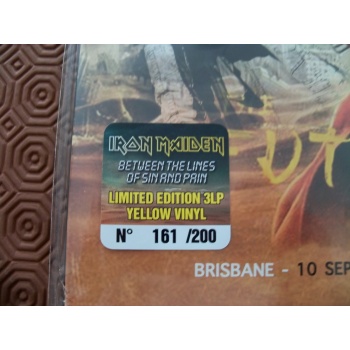 IRON MAIDEN
BETWEEN THE LINES
OF SIN AND PAIN
LIMITED EDITION 3LP
YELLOW VINYL
N° 161 /200
UT
BRISBANE - 10 SEP